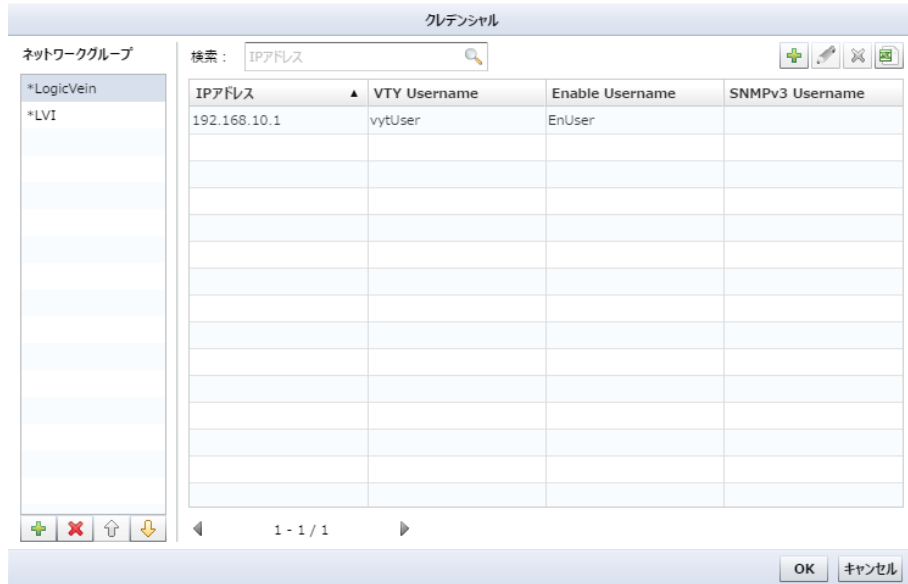 クレデンシャル
ネットワークグループ
検索： IPアドレス
*LogicVein
*LVI
IPアドレス ▲ VTY Username Enable Username SNMPv3 Username
192.168.10.1 vytUser EnUser
1 - 1 / 1
OK キャンセル